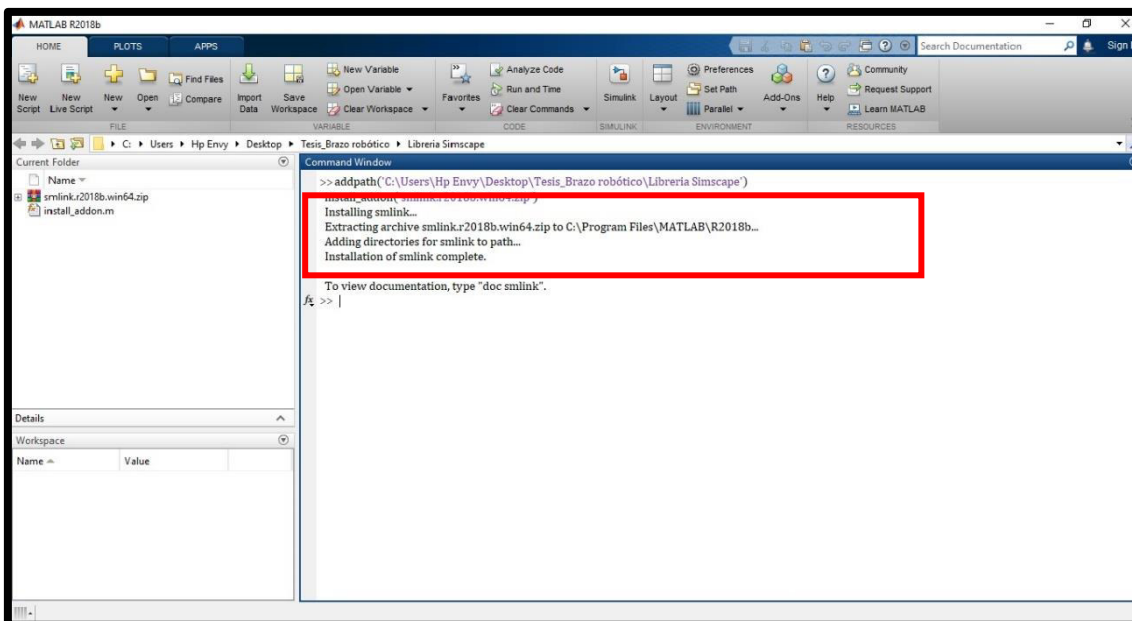 MATLAB R2018b
HOME PLOTS APPS
Search Documentation
Sign
New Script
New Live Script
New
Open
Find Files
Compare
Import Data
Save Workspace
New Variable
Open Variable
Clear Workspace
Favorites
Analyze Code
Run and Time
Clear Commands
Simulink
Layout
Preferences
Set Path
Parallel
Add-Ons
Help
Community
Request Support
Learn MATLAB
FILE VARIABLE CODE SIMULINK ENVIRONMENT RESOURCES
C: Users Hp Envy Desktop Tesis_Brazo robótico Libreria Simscape
Current Folder
Name
smlink.r2018b.win64.zip
install_addon.m
Details
Workspace
Name Value
Command Window
>> addpath('C:\Users\Hp Envy\Desktop\Tesis_Brazo robótico\Libreria Simscape')
install_addon('smlink.r2018b.win64.zip')
Installing smlink...
Extracting archive smlink.r2018b.win64.zip to C:\Program Files\MATLAB\R2018b...
Adding directories for smlink to path...
Installation of smlink complete.
To view documentation, type "doc smlink".
fx >>